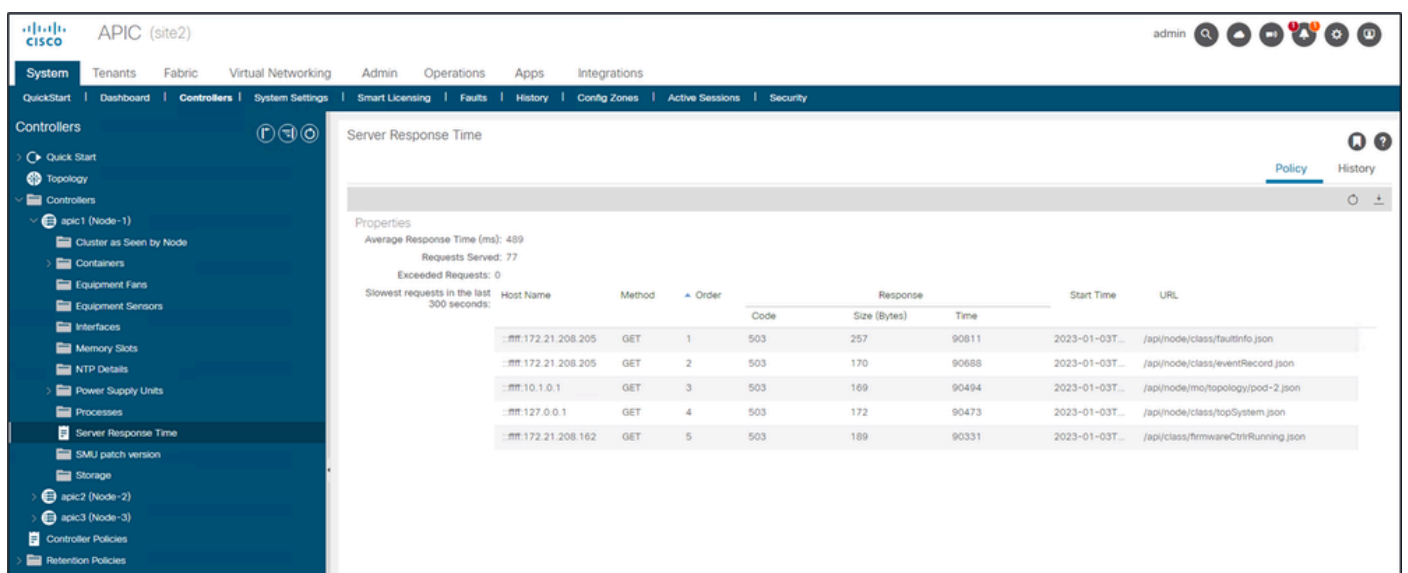 CISCO
APIC (site2)
admin
1 1
System Tenants Fabric Virtual Networking Admin Operations Apps Integrations
QuickStart | Dashboard | Controllers | System Settings | Smart Licensing | Faults | History | Config Zones | Active Sessions | Security
Controllers
Quick Start
Topology
Controllers
apic1 (Node-1)
Cluster as Seen by Node
Containers
Equipment Fans
Equipment Sensors
Interfaces
Memory Slots
NTP Details
Power Supply Units
Processes
Server Response Time
SMU patch version
Storage
apic2 (Node-2)
apic3 (Node-3)
Controller Policies
Retention Policies
Server Response Time
Policy History
Properties
Average Response Time (ms): 489
Requests Served: 77
Exceeded Requests: 0
Slowest requests in the last 300 seconds:
Host Name Method Order Response Start Time URL
Code Size (Bytes) Time
::ffff:172.21.208.205 GET 1 503 257 90811 2023-01-03T... /api/node/class/faultInfo.json
::ffff:172.21.208.205 GET 2 503 170 90688 2023-01-03T... /api/node/class/eventRecord.json
::ffff:10.1.0.1 GET 3 503 169 90494 2023-01-03T... /api/node/mo/topology/pod-2.json
::ffff:127.0.0.1 GET 4 503 172 90473 2023-01-03T... /api/node/class/topSystem.json
::ffff:172.21.208.162 GET 5 503 189 90331 2023-01-03T... /api/class/firmwareCtrlrRunning.json